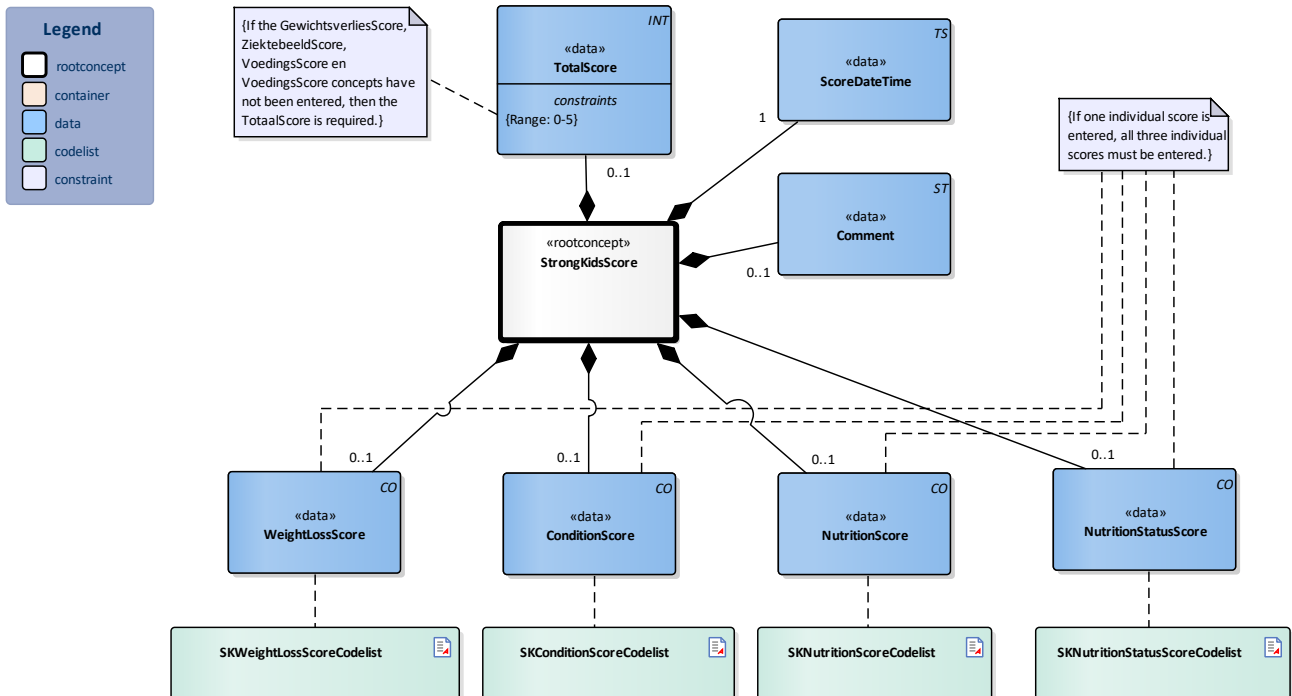 Legend
rootconcept
container
data
codelist
constraint
{If the GewichtsverliesScore,
ZiektebeeldScore,
VoedingsScore en
VoedingsScore concepts have
not been entered, then the
TotaalScore is required.}
INT
«data»
TotalScore
constraints
{Range: 0-5}
0..1
TS
«data»
ScoreDateTime
1
{If one individual score is
entered, all three individual
scores must be entered.}
ST
«data»
Comment
0..1
«rootconcept»
StrongKidsScore
0..1
CO
«data»
WeightLossScore
0..1
CO
«data»
ConditionScore
0..1
CO
«data»
NutritionScore
0..1
CO
«data»
NutritionStatusScore
SKWeightLossScoreCodelist
SKConditionScoreCodelist
SKNutritionScoreCodelist
SKNutritionStatusScoreCodelist